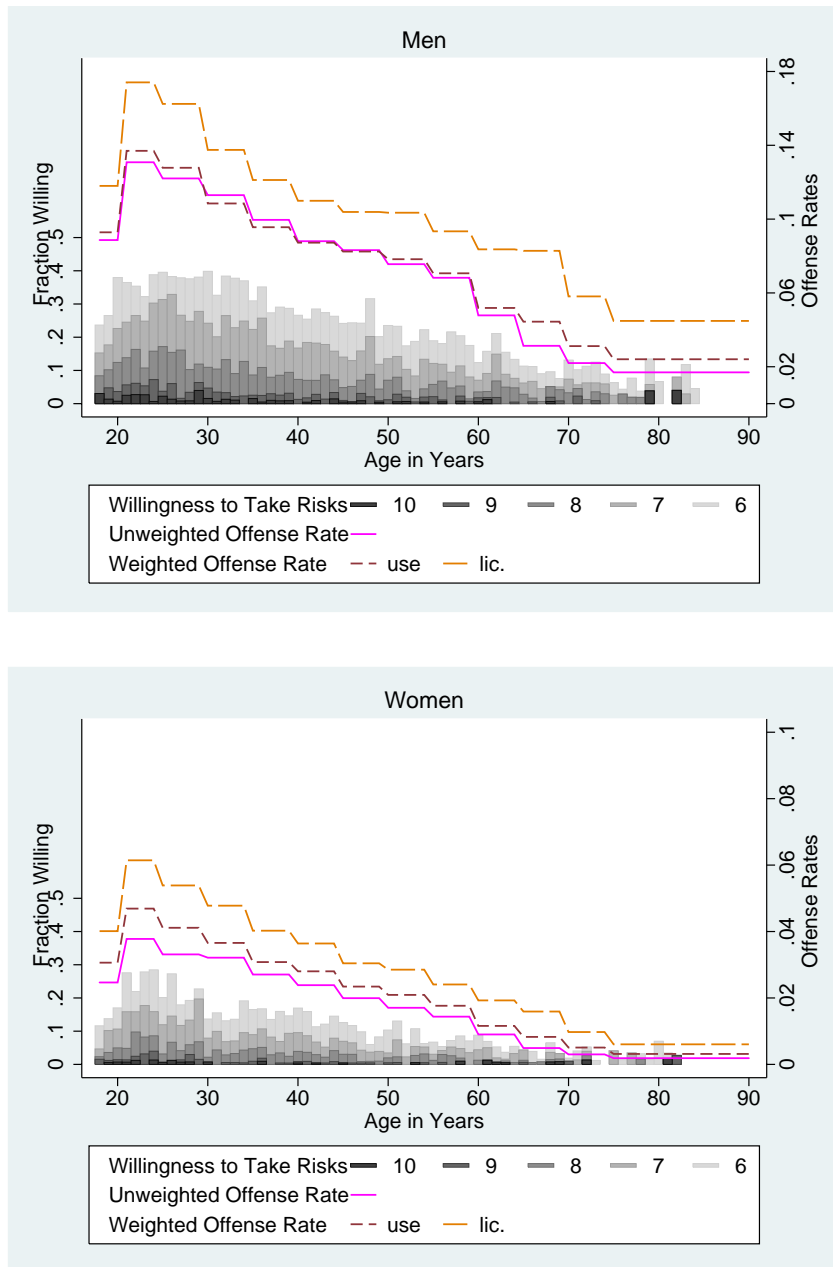 Men
Fraction Willing
0 .1 .2 .3 .4 .5
Offense Rates
0 .02 .06 .1 .14 .18
20 30 40 50 60 70 80 90
Age in Years
Willingness to Take Risks 10 9 8 7 6
Unweighted Offense Rate
Weighted Offense Rate use lic.
Women
Fraction Willing
0 .1 .2 .3 .4 .5
Offense Rates
0 .02 .04 .06 .08 .1
20 30 40 50 60 70 80 90
Age in Years
Willingness to Take Risks 10 9 8 7 6
Unweighted Offense Rate
Weighted Offense Rate use lic.